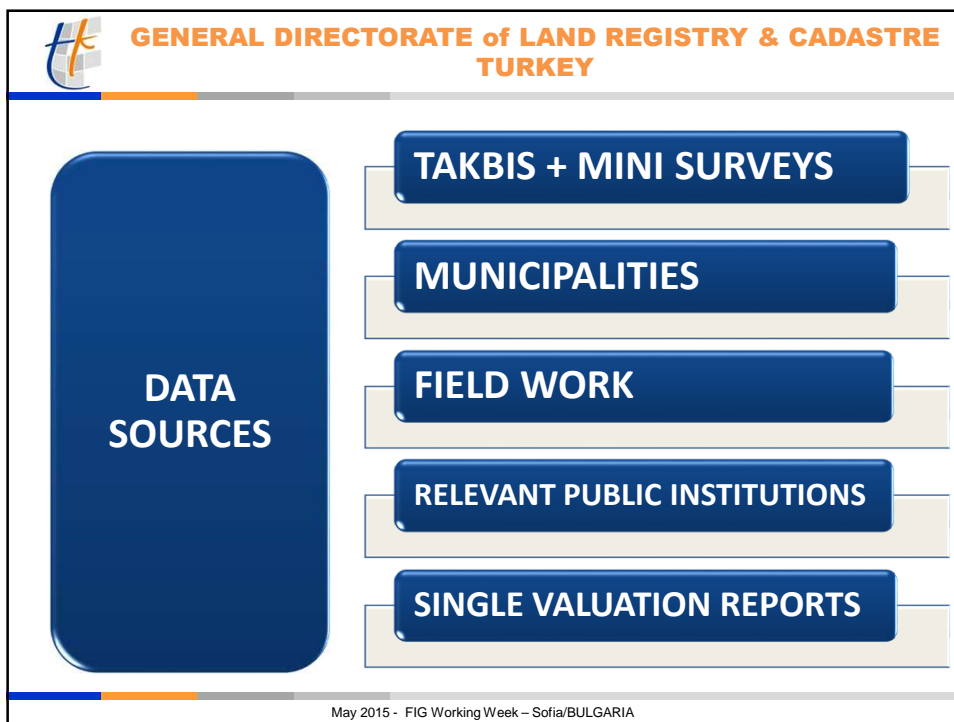 GENERAL DIRECTORATE of LAND REGISTRY & CADASTRE
TURKEY
DATA
SOURCES
TAKBIS + MINI SURVEYS
MUNICIPALITIES
FIELD WORK
RELEVANT PUBLIC INSTITUTIONS
SINGLE VALUATION REPORTS
May 2015 - FIG Working Week – Sofia/BULGARIA